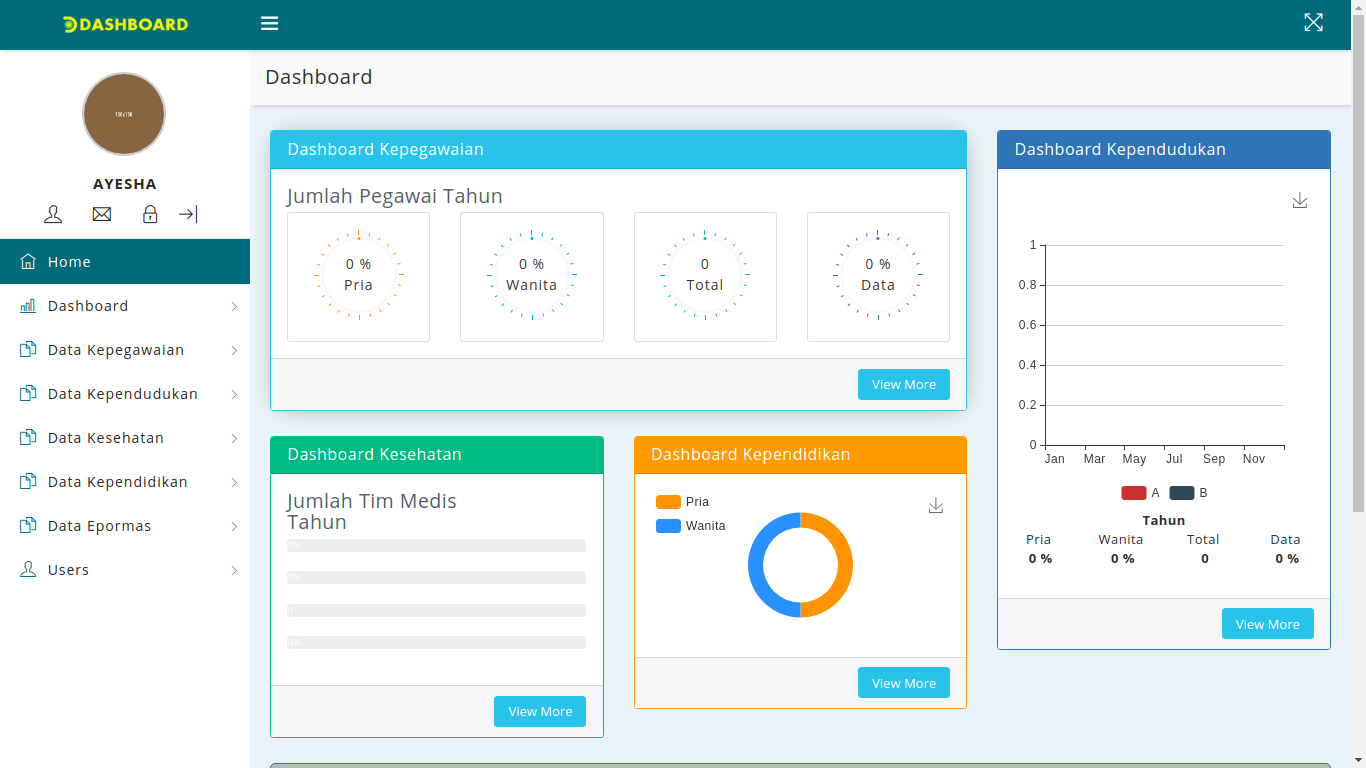 DASHBOARD
Dashboard
AYESHA
Home
Dashboard
Data Kepegawaian
Data Kependudukan
Data Kesehatan
Data Kependidikan
Data Epormas
Users
Dashboard Kepegawaian
Jumlah Pegawai Tahun
0 %
Pria
0 %
Wanita
0
Total
0 %
Data
View More
Dashboard Kependudukan
1
0.8
0.6
0.4
0.2
0
Jan Mar May Jul Sep Nov
A B
Tahun
Pria Wanita Total Data
0 % 0 % 0 0 %
View More
Dashboard Kesehatan
Jumlah Tim Medis
Tahun
0%
0%
0
0%
View More
Dashboard Kependidikan
Pria
Wanita
View More